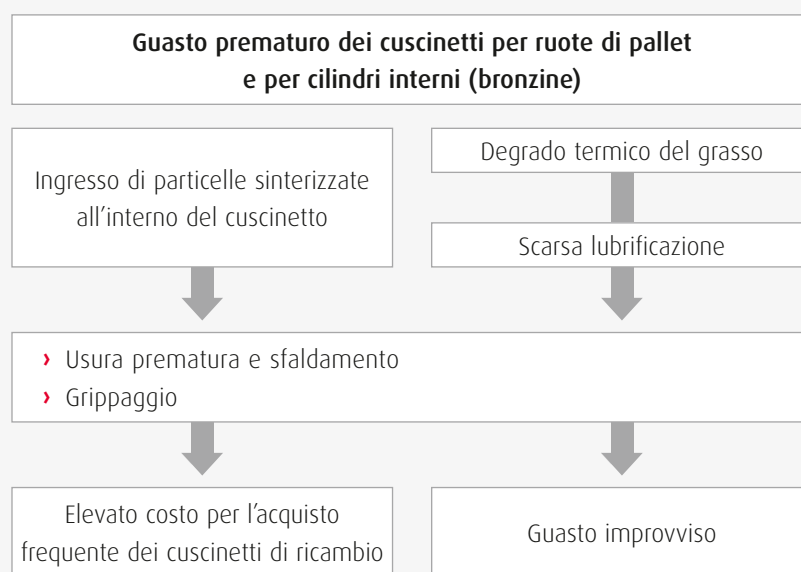 Guasto prematuro dei cuscinetti per ruote di pallet
e per cilindri interni (bronzine)
Ingresso di particelle sinterizzate
all’interno del cuscinetto
Degrado termico del grasso
Scarsa lubrificazione
› Usura prematura e sfaldamento
› Grippaggio
Elevato costo per l’acquisto
frequente dei cuscinetti di ricambio
Guasto improvviso